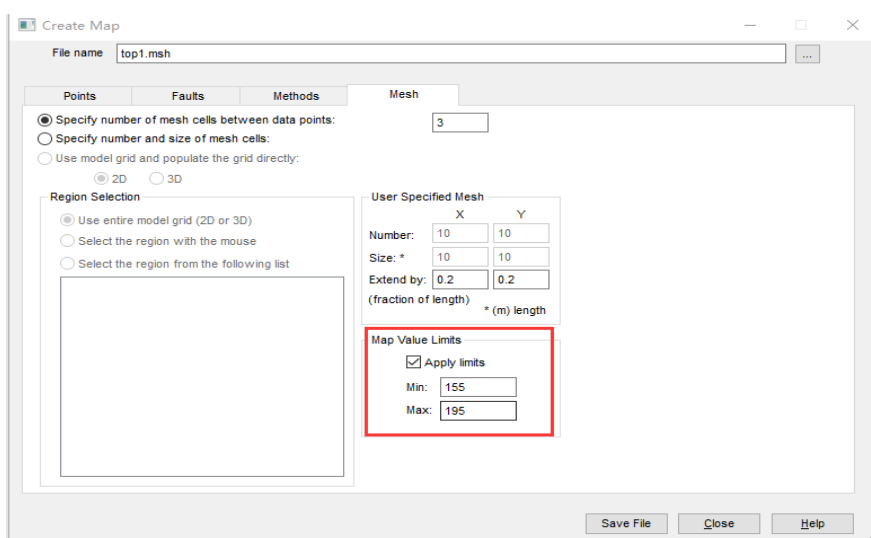 Create Map
File name top1.msh ...
Points Faults Methods Mesh
Specify number of mesh cells between data points: 3
Specify number and size of mesh cells:
Use model grid and populate the grid directly:
2D 3D
Region Selection
Use entire model grid (2D or 3D)
Select the region with the mouse
Select the region from the following list
User Specified Mesh
X Y
Number: 10 10
Size: * 10 10
Extend by: 0.2 0.2
(fraction of length)
* (m) length
Map Value Limits
Apply limits
Min: 155
Max: 195
Save File Close Help